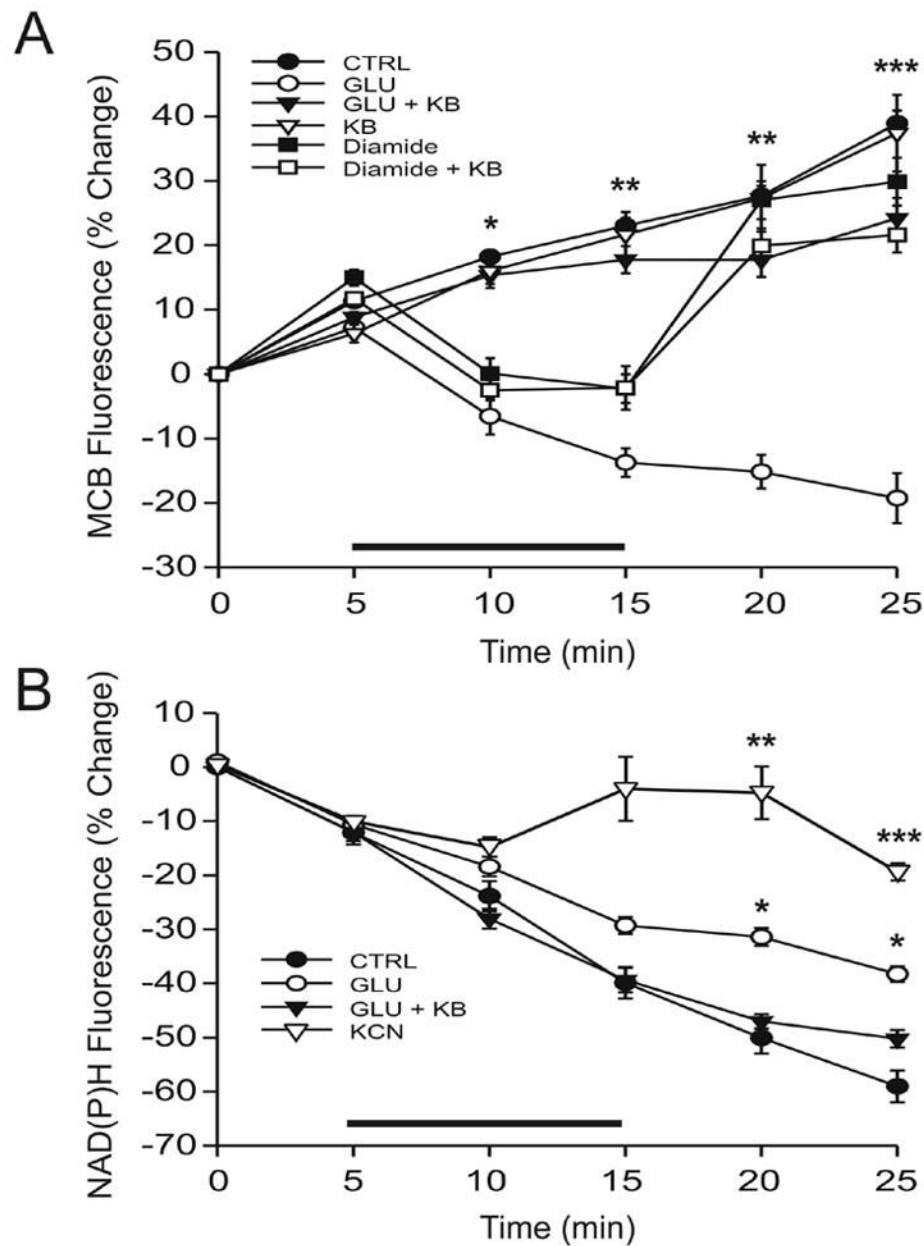 A
MCB Fluorescence (% Change)
50
40
30
20
10
0
-10
-20
-30
CTRL
GLU
GLU + KB
KB
Diamide
Diamide + KB
*
**
**
***
0 5 10 15 20 25
Time (min)
B
NAD(P)H Fluorescence (% Change)
10
0
-10
-20
-30
-40
-50
-60
-70
**
***
*
*
CTRL
GLU
GLU + KB
KCN
0 5 10 15 20 25
Time (min)